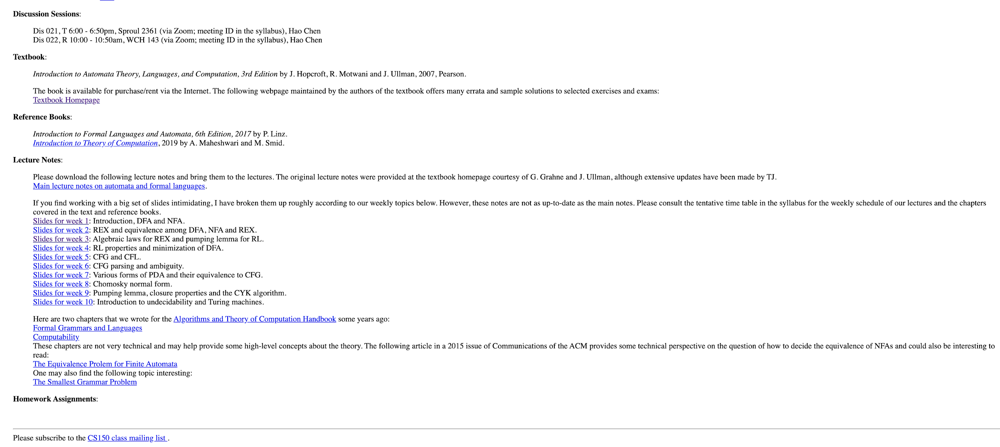 Discussion Sessions:
Dis 021, T 6:00 - 6:50pm, Sproul 2361 (via Zoom; meeting ID in the syllabus), Hao Chen
Dis 022, R 10:00 - 10:50am, WCH 143 (via Zoom; meeting ID in the syllabus), Hao Chen
Textbook:
Introduction to Automata Theory, Languages, and Computation, 3rd Edition by J. Hopcroft, R. Motwani and J. Ullman, 2007, Pearson.
The book is available for purchase/rent via the Internet. The following webpage maintained by the authors of the textbook offers many errata and sample solutions to selected exercises and exams:
Textbook Homepage
Reference Books:
Introduction to Formal Languages and Automata, 6th Edition, 2017 by P. Linz.
Introduction to Theory of Computation, 2019 by A. Maheshwari and M. Smid.
Lecture Notes:
Please download the following lecture notes and bring them to the lectures. The original lecture notes were provided at the textbook homepage courtesy of G. Grahne and J. Ullman, although extensive updates have been made by TJ.
Main lecture notes on automata and formal languages.
If you find working with a big set of slides intimidating, I have broken them up roughly according to our weekly topics below. However, these notes are not as up-to-date as the main notes. Please consult the tentative time table in the syllabus for the weekly schedule of our lectures and the chapters
covered in the text and reference books.
Slides for week 1: Introduction, DFA and NFA.
Slides for week 2: REX and equivalence among DFA, NFA and REX.
Slides for week 3: Algebraic laws for REX and pumping lemma for RL.
Slides for week 4: RL properties and minimization of DFA.
Slides for week 5: CFG and CFL.
Slides for week 6: CFG parsing and ambiguity.
Slides for week 7: Various forms of PDA and their equivalence to CFG.
Slides for week 8: Chomosky normal form.
Slides for week 9: Pumping lemma, closure properties and the CYK algorithm.
Slides for week 10: Introduction to undecidability and Turing machines.
Here are two chapters that we wrote for the Algorithms and Theory of Computation Handbook some years ago:
Formal Grammars and Languages
Computability
These chapters are not very technical and may help provide some high-level concepts about the theory. The following article in a 2015 issue of Communications of the ACM provides some technical perspective on the question of how to decide the equivalence of NFAs and could also be interesting to
read:
The Equivalence Prolem for Finite Automata
One may also find the following topic interesting:
The Smallest Grammar Problem
Homework Assignments:
Please subscribe to the CS150 class mailing list .